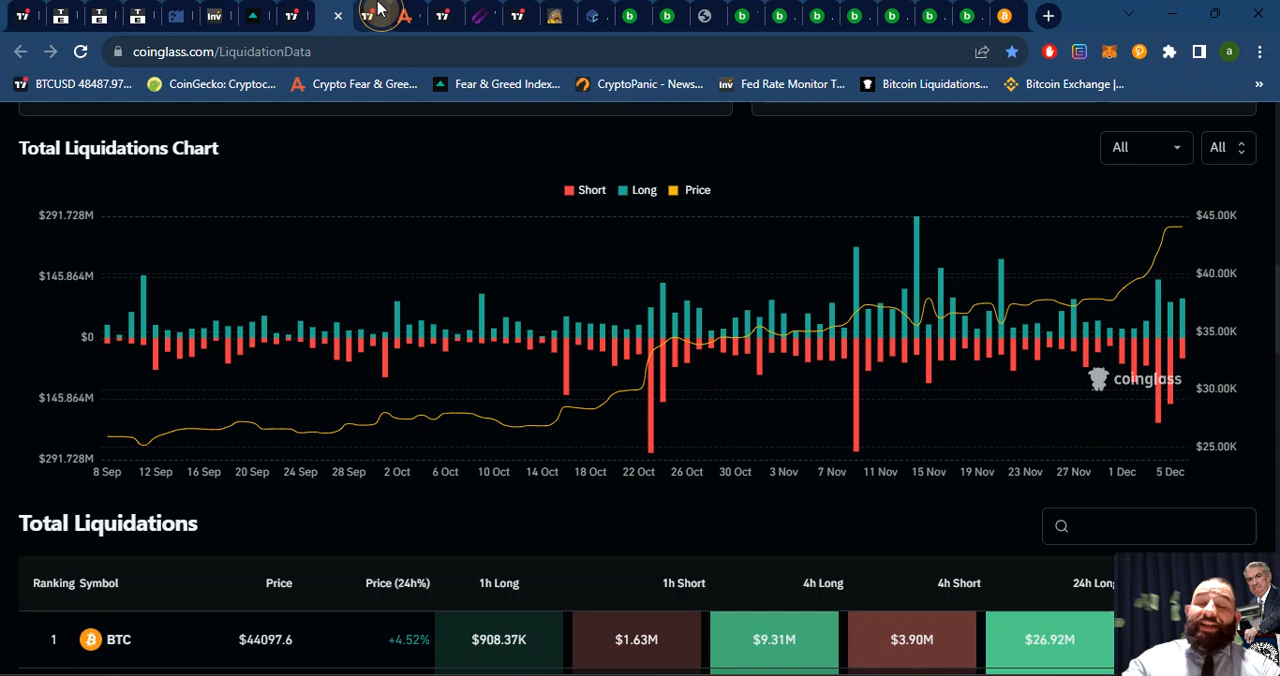 coinglass.com/LiquidationData
BTCUSD 48487.97...
CoinGecko: Cryptoc...
Crypto Fear & Gree...
Fear & Greed Index...
CryptoPanic - News...
Inv
Fed Rate Monitor T...
Bitcoin Liquidations...
Bitcoin Exchange |...
Total Liquidations Chart
All
All
Short
Long
Price
$291.728M
$145.864M
$0
$145.864M
$291.728M
$45.00K
$40.00K
$35.00K
$30.00K
$25.00K
coinglass
8 Sep 12 Sep 16 Sep 20 Sep 24 Sep 28 Sep 2 Oct 6 Oct 10 Oct 14 Oct 18 Oct 22 Oct 26 Oct 30 Oct 3 Nov 7 Nov 11 Nov 15 Nov 19 Nov 23 Nov 27 Nov 1 Dec 5 Dec
Total Liquidations
Ranking Symbol Price Price (24h%) 1h Long 1h Short 4h Long 4h Short 24h Long
1 BTC $44097.6 +4.52% $908.37K $1.63M $9.31M $3.90M $26.92M